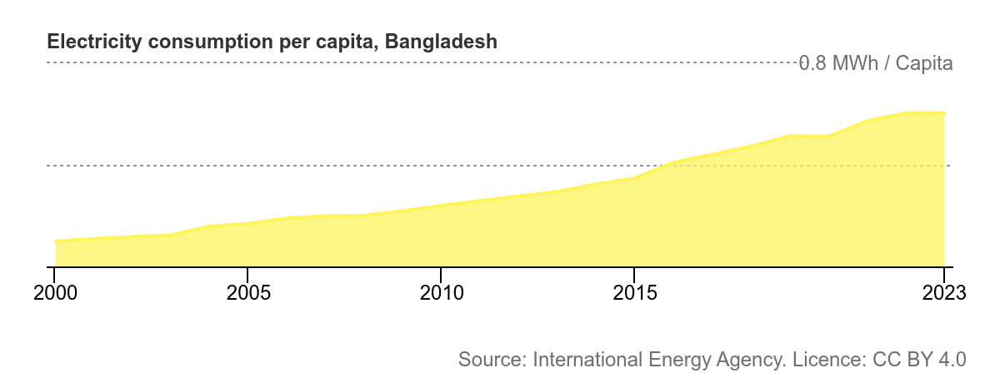 Electricity consumption per capita, Bangladesh
0.8 MWh / Capita
2000 2005 2010 2015 2023
Source: International Energy Agency. Licence: CC BY 4.0